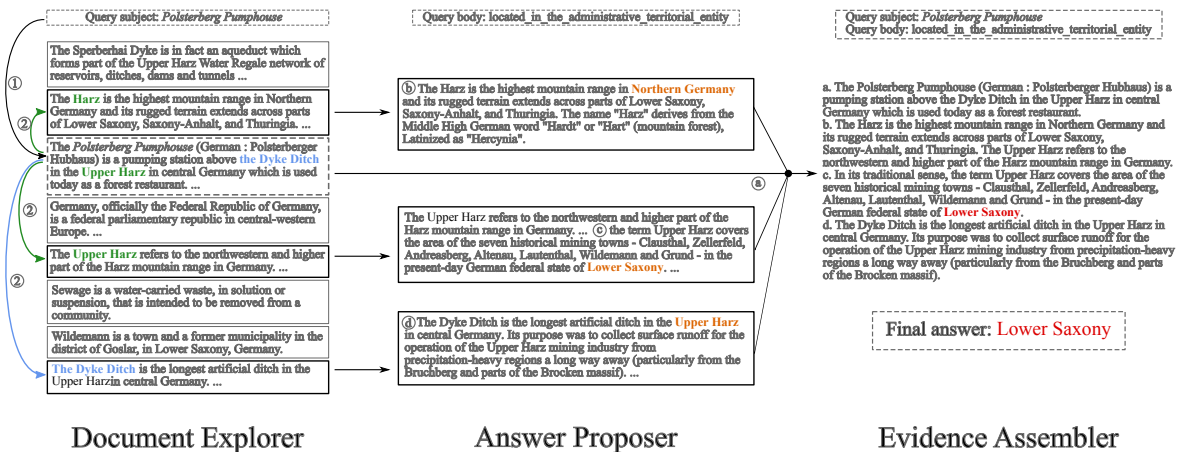 Query subject: Polsterberg Pumphouse
①
The Sperberhai Dyke is in fact an aqueduct which
forms part of the Upper Harz Water Regale network of
reservoirs, ditches, dams and tunnels ...
②
The Harz is the highest mountain range in Northern
Germany and its rugged terrain extends across parts
of Lower Saxony, Saxony-Anhalt, and Thuringia. ...
The Polsterberg Pumphouse (German : Polsterberger
Hubhaus) is a pumping station above the Dyke Ditch
in the Upper Harz in central Germany which is used
today as a forest restaurant. ...
②
Germany, officially the Federal Republic of Germany,
is a federal parliamentary republic in central-western
Europe. ...
The Upper Harz refers to the northwestern and higher
part of the Harz mountain range in Germany. ...
②
Sewage is a water-carried waste, in solution or
suspension, that is intended to be removed from a
community.
Wildemann is a town and a former municipality in the
district of Goslar, in Lower Saxony, Germany.
The Dyke Ditch is the longest artificial ditch in the
Upper Harzin central Germany. ...
Document Explorer
Query body: located_in_the_administrative_territorial_entity
ⓑ The Harz is the highest mountain range in Northern Germany
and its rugged terrain extends across parts of Lower Saxony,
Saxony-Anhalt, and Thuringia. The name "Harz" derives from the
Middle High German word "Hardt" or "Hart" (mountain forest),
Latinized as "Hercynia".
ⓐ
The Upper Harz refers to the northwestern and higher part of the
Harz mountain range in Germany. ... ⓒ the term Upper Harz covers
the area of the seven historical mining towns - Clausthal, Zellerfeld,
Andreasberg, Altenau, Lautenthal, Wildemann and Grund - in the
present-day German federal state of Lower Saxony. ...
ⓓ The Dyke Ditch is the longest artificial ditch in the Upper Harz
in central Germany. Its purpose was to collect surface runoff for the
operation of the Upper Harz mining industry from
precipitation-heavy regions a long way away (particularly from the
Bruchberg and parts of the Brocken massif). ...
Answer Proposer
Query subject: Polsterberg Pumphouse
Query body: located_in_the_administrative_territorial_entity
a. The Polsterberg Pumphouse (German : Polsterberger Hubhaus) is a
pumping station above the Dyke Ditch in the Upper Harz in central
Germany which is used today as a forest restaurant.
b. The Harz is the highest mountain range in Northern Germany and
its rugged terrain extends across parts of Lower Saxony,
Saxony-Anhalt, and Thuringia. The Upper Harz refers to the
northwestern and higher part of the Harz mountain range in Germany.
c. In its traditional sense, the term Upper Harz covers the area of the
seven historical mining towns - Clausthal, Zellerfeld, Andreasberg,
Altenau, Lautenthal, Wildemann and Grund - in the present-day
German federal state of Lower Saxony.
d. The Dyke Ditch is the longest artificial ditch in the Upper Harz in
central Germany. Its purpose was to collect surface runoff for the
operation of the Upper Harz mining industry from precipitation-heavy
regions a long way away (particularly from the Bruchberg and parts
of the Brocken massif).
Final answer: Lower Saxony
Evidence Assembler